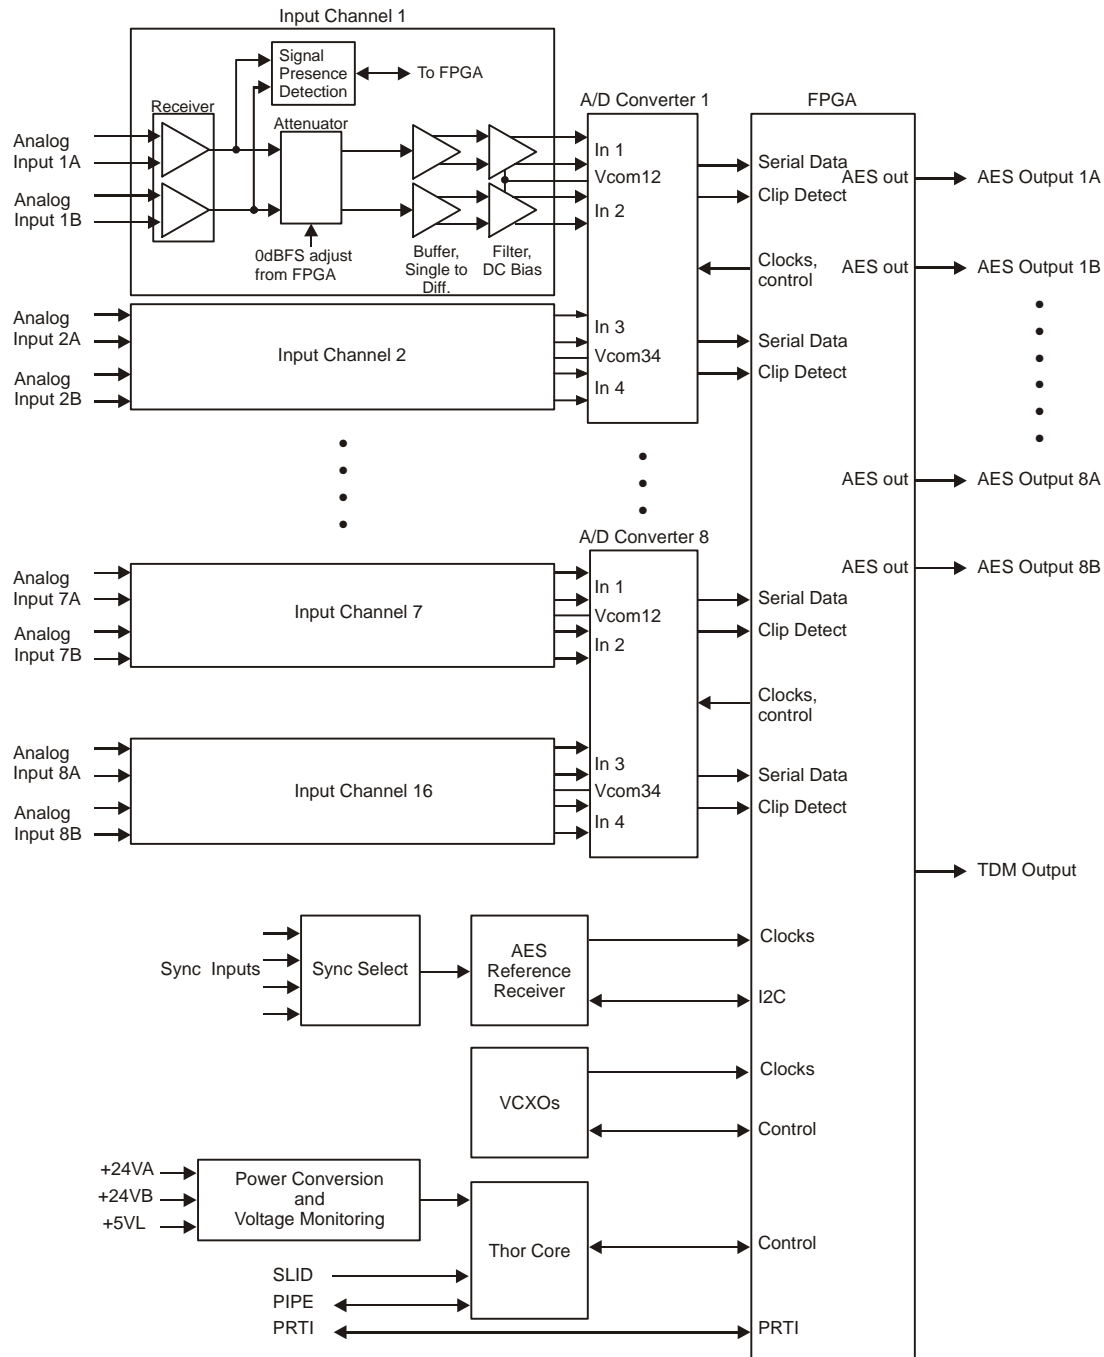 Input Channel 1
Signal
Presence
Detection
To FPGA
Receiver
Attenuator
Analog
Input 1A
Analog
Input 1B
0dBFS adjust
from FPGA
Buffer,
Single to
Diff.
Filter,
DC Bias
A/D Converter 1
In 1
Vcom12
In 2
In 3
Vcom34
In 4
FPGA
Serial Data
Clip Detect
Clocks,
control
Serial Data
Clip Detect
AES out
AES Output 1A
AES out
AES Output 1B
Analog
Input 2A
Analog
Input 2B
Input Channel 2
AES out
AES Output 8A
AES out
AES Output 8B
A/D Converter 8
Analog
Input 7A
Analog
Input 7B
Input Channel 7
In 1
Vcom12
In 2
Serial Data
Clip Detect
Clocks,
control
Analog
Input 8A
Analog
Input 8B
Input Channel 16
In 3
Vcom34
In 4
Serial Data
Clip Detect
TDM Output
Sync Inputs
Sync Select
AES
Reference
Receiver
Clocks
I2C
VCXOs
Clocks
Control
+24VA
+24VB
+5VL
Power Conversion
and
Voltage Monitoring
Thor Core
Control
SLID
PIPE
PRTI
PRTI